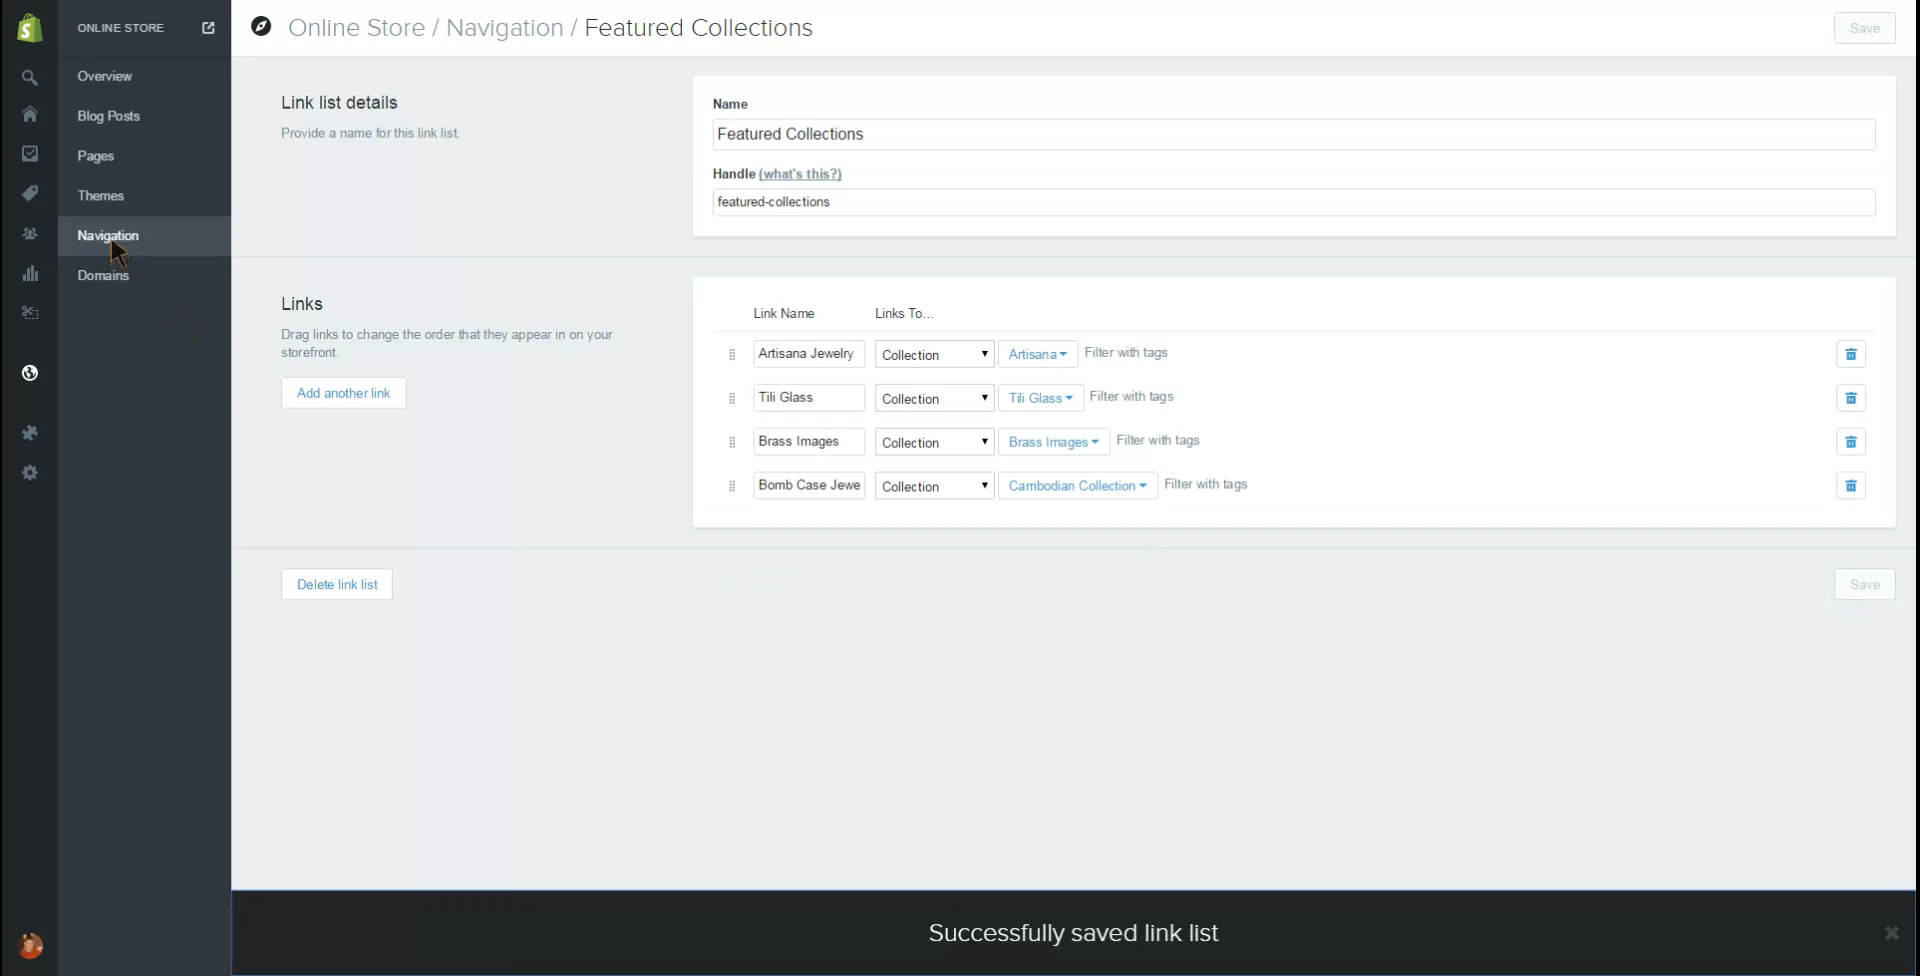 ONLINE STORE
Overview
Blog Posts
Pages
Themes
Navigation
Domains
Online Store / Navigation / Featured Collections
Save
Link list details
Provide a name for this link list.
Name
Featured Collections
Handle (what's this?)
featured-collections
Links
Drag links to change the order that they appear in on your
storefront.
Add another link
Link Name Links To...
Artisana Jewelry Collection Artisana Filter with tags
Tili Glass Collection Tili Glass Filter with tags
Brass Images Collection Brass Images Filter with tags
Bomb Case Jewe Collection Cambodian Collection Filter with tags
Delete link list
Save
Successfully saved link list